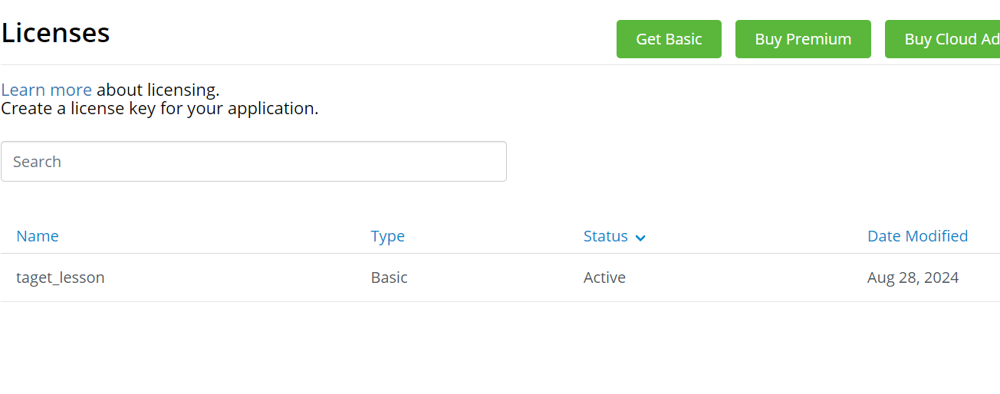 Licenses
Get Basic
Buy Premium
Buy Cloud Ad
Learn more about licensing.
Create a license key for your application.
Search
Name Type Status Date Modified
taget_lesson Basic Active Aug 28, 2024